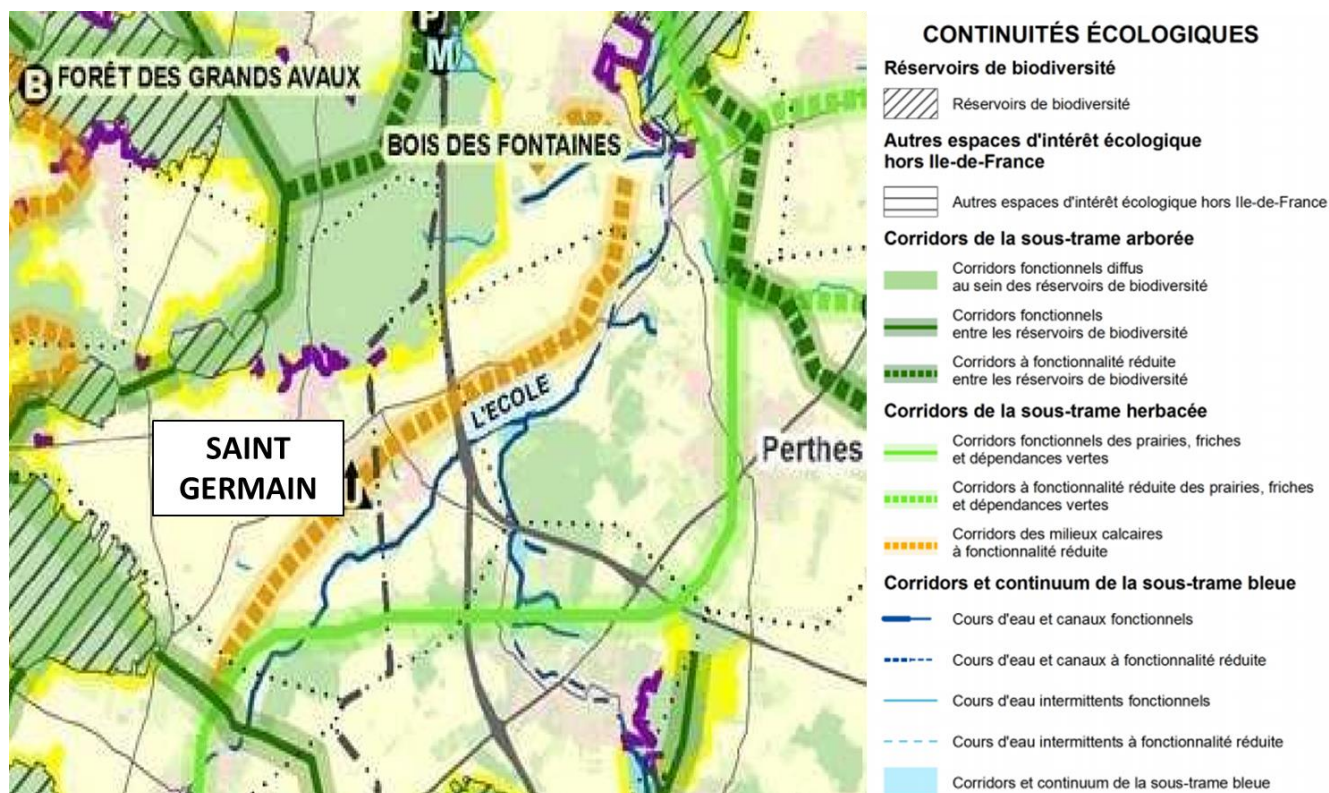 P
M
B
FORÊT DES GRANDS AVAUX
BOIS DES FONTAINES
L'ECOLE
SAINT
GERMAIN
Perthes
CONTINUITÉS ÉCOLOGIQUES
Réservoirs de biodiversité
Réservoirs de biodiversité
Autres espaces d'intérêt écologique
hors Ile-de-France
Autres espaces d'intérêt écologique hors Ile-de-France
Corridors de la sous-trame arborée
Corridors fonctionnels diffus
au sein des réservoirs de biodiversité
Corridors fonctionnels
entre les réservoirs de biodiversité
Corridors à fonctionnalité réduite
entre les réservoirs de biodiversité
Corridors de la sous-trame herbacée
Corridors fonctionnels des prairies, friches
et dépendances vertes
Corridors à fonctionnalité réduite des prairies, friches
et dépendances vertes
Corridors des milieux calcaires
à fonctionnalité réduite
Corridors et continuum de la sous-trame bleue
Cours d'eau et canaux fonctionnels
Cours d'eau et canaux à fonctionnalité réduite
Cours d'eau intermittents fonctionnels
Cours d'eau intermittents à fonctionnalité réduite
Corridors et continuum de la sous-trame bleue